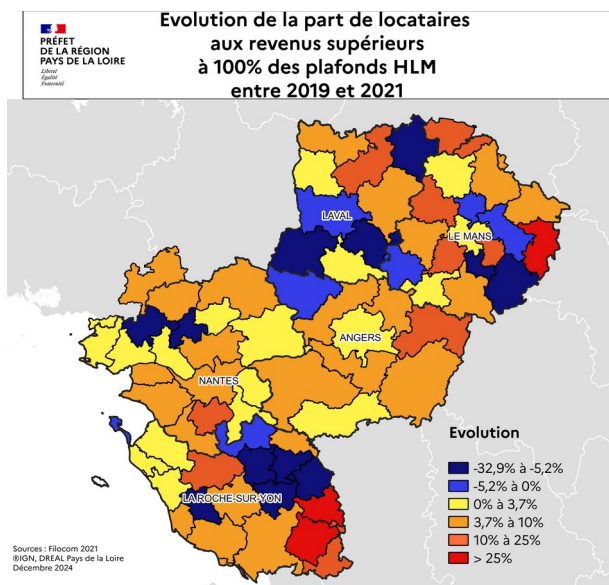 PRÉFET
DE LA RÉGION
PAYS DE LA LOIRE
Liberté
Égalité
Fraternité
Evolution de la part de locataires
aux revenus supérieurs
à 100% des plafonds HLM
entre 2019 et 2021
LAVAL
LE MANS
ANGERS
NANTES
LA ROCHE-SUR-YON
Evolution
-32,9% à -5,2%
-5,2% à 0%
0% à 3,7%
3,7% à 10%
10% à 25%
> 25%
Sources : Filocom 2021
®IGN, DREAL Pays de la Loire
Décembre 2024